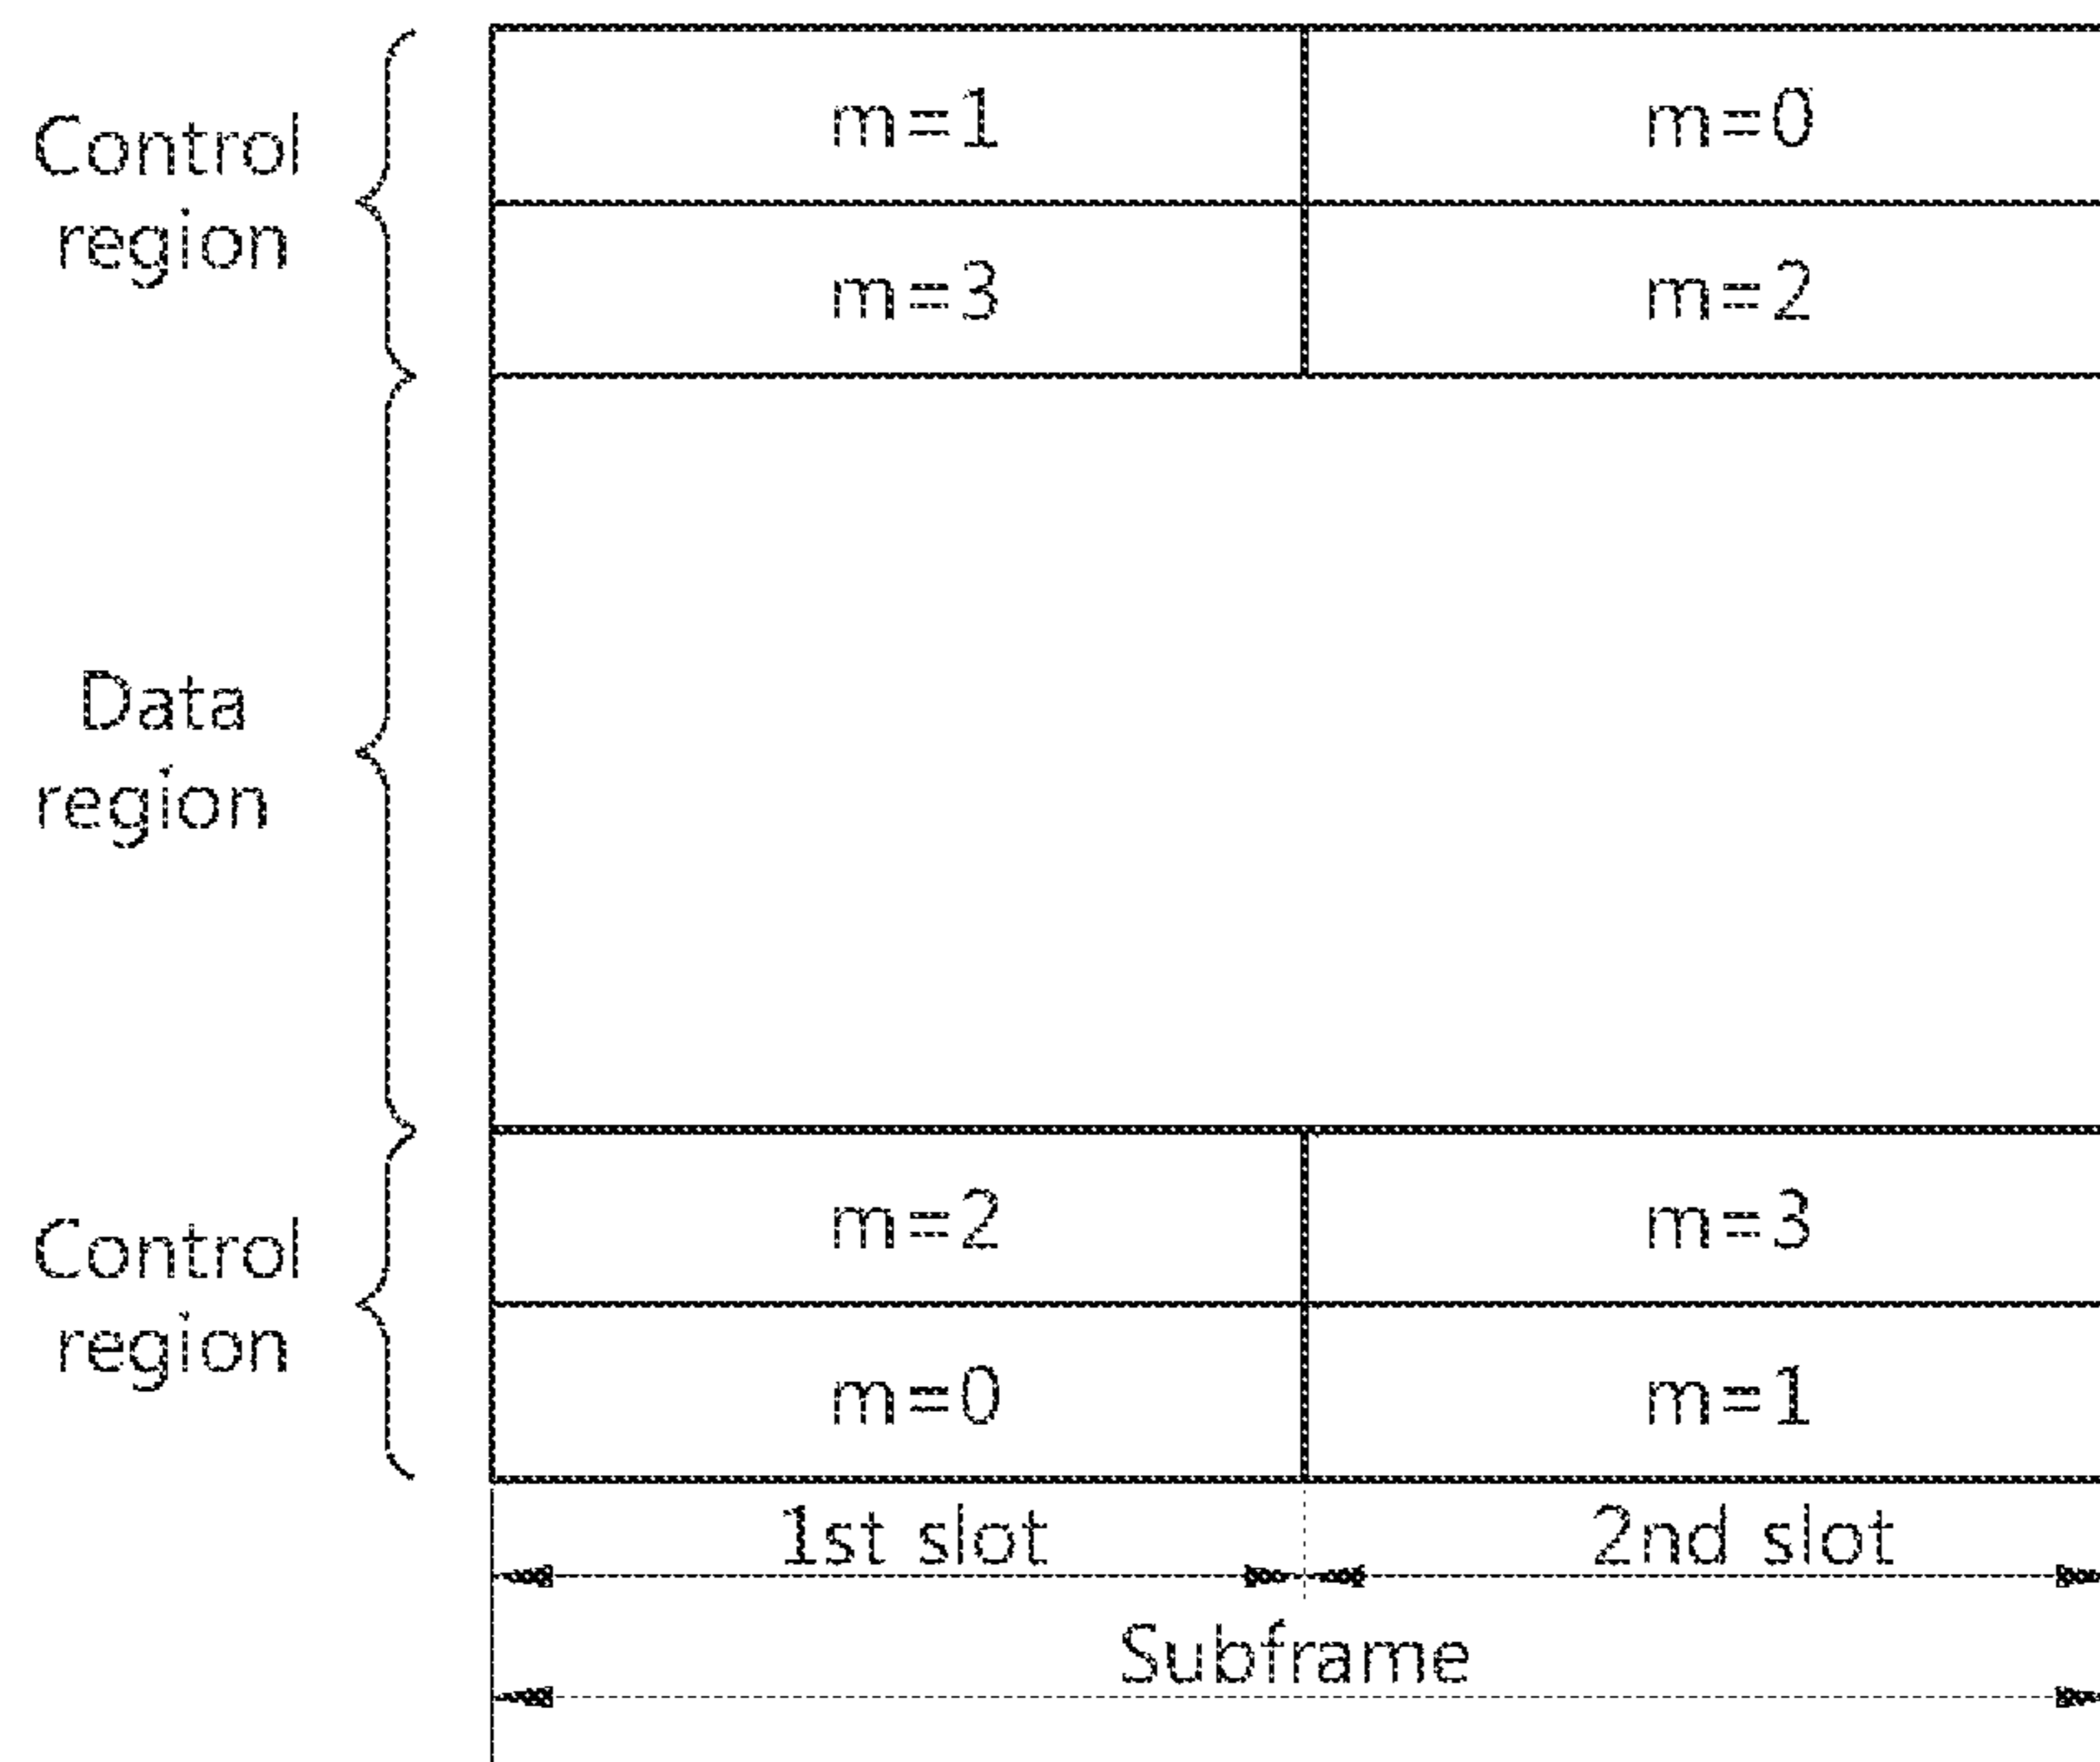 Control
region
m=1 m=0
m=3 m=2
Data
region
Control
region
m=2 m=3
m=0 m=1
1st slot 2nd slot
Subframe